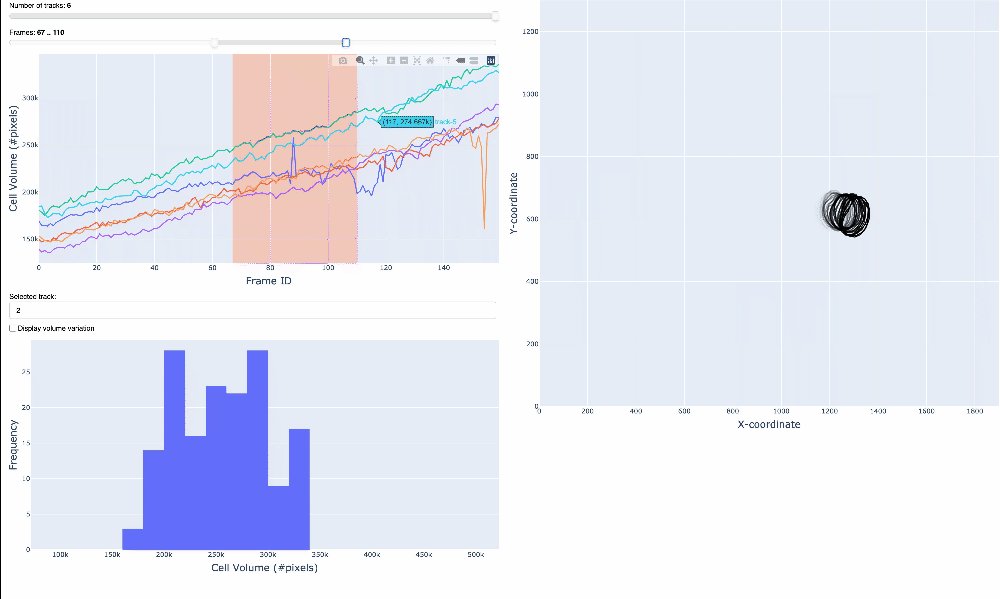 Number of tracks: 6
Frames: 67 .. 110
Cell Volume (#pixels)
300k
250k
200k
150k
(117, 274.667k) track-5
0 20 40 60 80 100 120 140
Frame ID
Selected track:
2
Display volume variation
Frequency
25
20
15
10
5
0
100k 150k 200k 250k 300k 350k 400k 450k 500k
Cell Volume (#pixels)
Y-coordinate
1200
1000
800
600
400
200
0
0 200 400 600 800 1000 1200 1400 1600 1800
X-coordinate